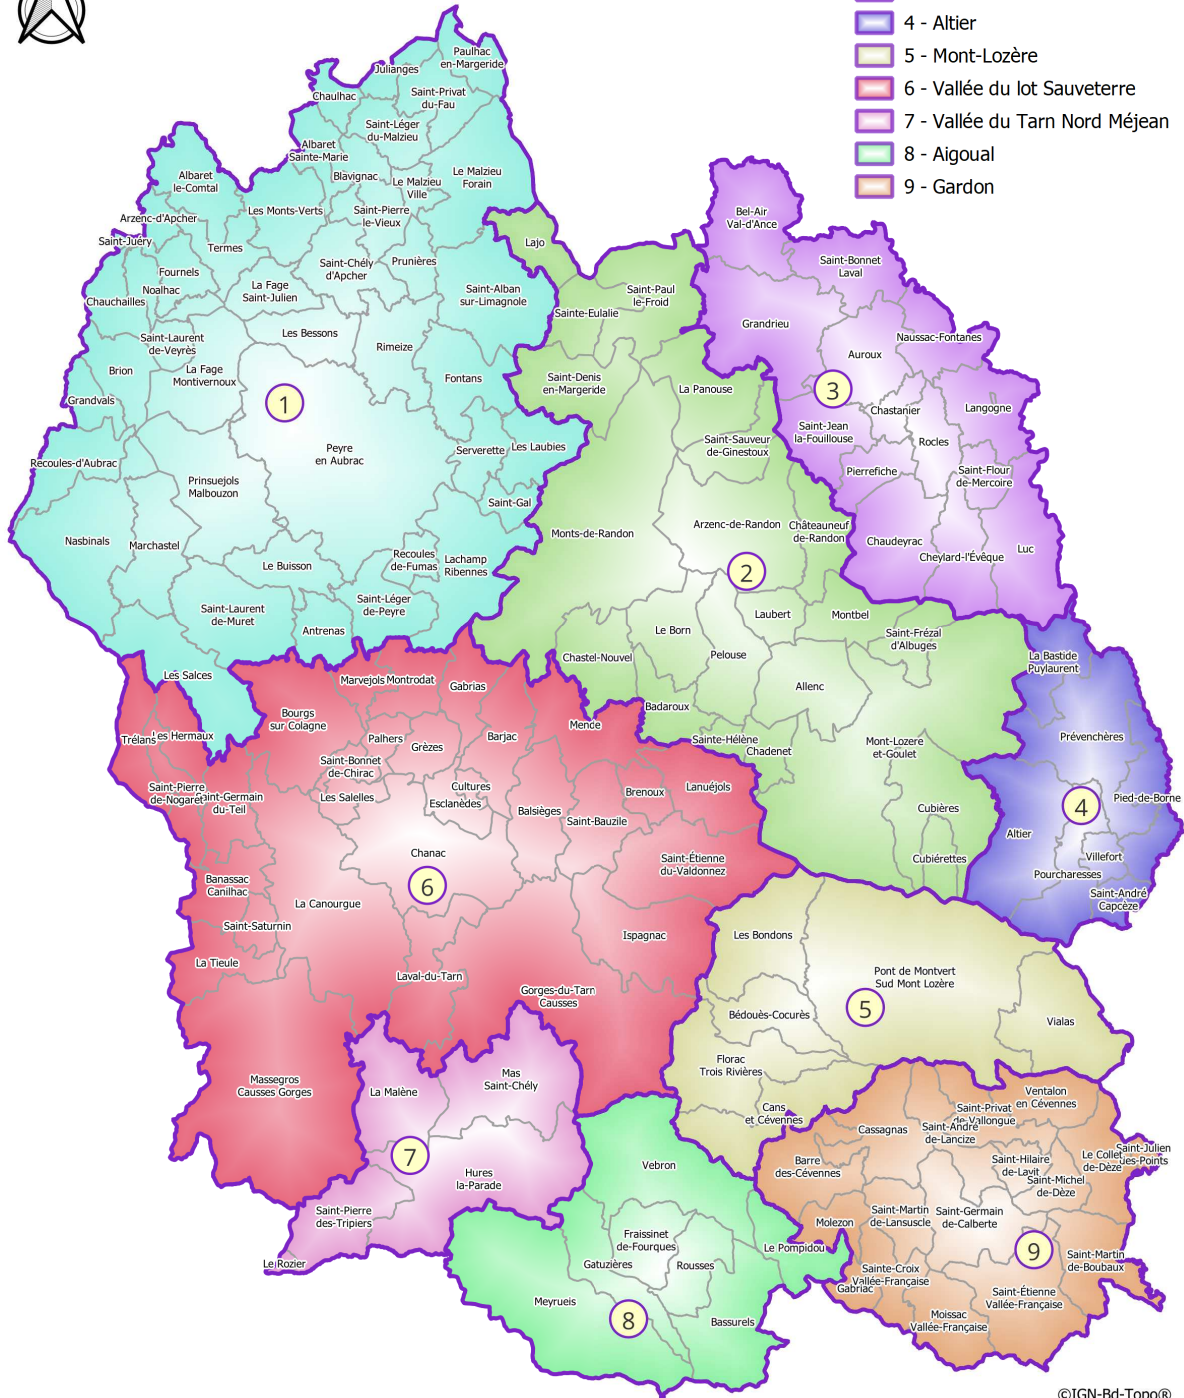 4 - Altier
5 - Mont-Lozère
6 - Vallée du lot Sauveterre
7 - Vallée du Tarn Nord Méjean
8 - Aigoual
9 - Gardon
Paulhac
en-Margeride
Julianges
Chaulhac
Saint-Privat
du-Fau
Saint-Léger
du-Malzieu
Albaret
Sainte-Marie
Blavignac
Le Malzieu
Ville
Le Malzieu
Forain
Albaret
le-Comtal
Les Monts-Verts
Saint-Pierre
le-Vieux
Arzenc-d'Apcher
Saint-Juéry
Termes
Fournels
Noalhac
Chauchailles
La Fage
Saint-Julien
Saint-Chély
d'Apcher
Prunières
Saint-Alban
sur-Limagnole
Les Bessons
Rimeize
Saint-Laurent
de-Veyrès
Brion
La Fage
Montivernoux
Fontans
Grandvals
1
Peyre
en Aubrac
Serverette
Les Laubies
Recoules-d'Aubrac
Prinsuejols
Malbouzon
Saint-Gal
Nasbinals
Marchastel
Le Buisson
Recoules
de-Fumas
Lachamp
Ribennes
Saint-Léger
de-Peyre
Saint-Laurent
de-Muret
Antrenas
Les Salces
Lajo
Saint-Paul
le-Froid
Sainte-Eulalie
Saint-Denis
en-Margeride
La Panouse
Saint-Sauveur
de-Ginestoux
Monts-de-Randon
Arzenc-de-Randon
Châteauneuf
de-Randon
2
Laubert
Montbel
Le Born
Saint-Frézal
d'Albuges
Chastel-Nouvel
Pelouse
Allenc
Badaroux
Sainte-Hélène
Chadenet
Mont-Lozere
et-Goulet
Cubières
Cubiérettes
Bel-Air
Val-d'Ance
Saint-Bonnet
Laval
Grandrieu
Naussac-Fontanes
Auroux
3
Chastanier
Langogne
Saint-Jean
la-Fouillouse
Rocles
Pierrefiche
Saint-Flour
de-Mercoire
Chaudeyrac
Cheylard-l'Évêque
Luc
La Bastide
Puylaurent
Prévenchères
Pied-de-Borne
4
Altier
Villefort
Pourcharesses
Saint-André
Capcèze
Marvejols
Montrodat
Gabrias
Bourgs
sur Colagne
Trélans
Les Hermaux
Palhers
Grèzes
Barjac
Mende
Saint-Bonnet
de-Chirac
Saint-Pierre
de-Nogaret
Saint-Germain
du-Teil
Les Salelles
Cultures
Esclanèdes
Balsièges
Brenoux
Lanuéjols
Saint-Bauzile
Chanac
Saint-Étienne
du-Valdonnez
Banassac
Canilhac
6
La Canourgue
Saint-Saturnin
Ispagnac
La Tieule
Laval-du-Tarn
Gorges-du-Tarn
Causses
Massegros
Causses Gorges
Les Bondons
Pont de Montvert
Sud Mont Lozère
5
Bédouès-Cocurès
Vialas
Florac
Trois Rivières
Cans
et Cévennes
La Malène
Mas
Saint-Chély
7
Hures
la-Parade
Saint-Pierre
des-Tripiers
Le Rozier
Vebron
Fraissinet
de-Fourques
Gatuzières
Rousses
Le Pompidou
Meyrueis
8
Bassurels
Ventalon
en Cévennes
Saint-Privat
de-Vallongue
Cassagnas
Saint-André
de-Lancize
Saint-Julien
des-Points
Le Collet
de-Dèze
Barre
des-Cévennes
Saint-Hilaire
de-Lavit
Saint-Michel
de-Dèze
Molezon
Saint-Martin
de-Lansuscle
Saint-Germain
de-Calberte
9
Saint-Martin
de-Boubaux
Sainte-Croix
Vallée-Française
Gabriac
Saint-Étienne
Vallée-Française
Moissac
Vallée-Française
©IGN-Bd-Topo®